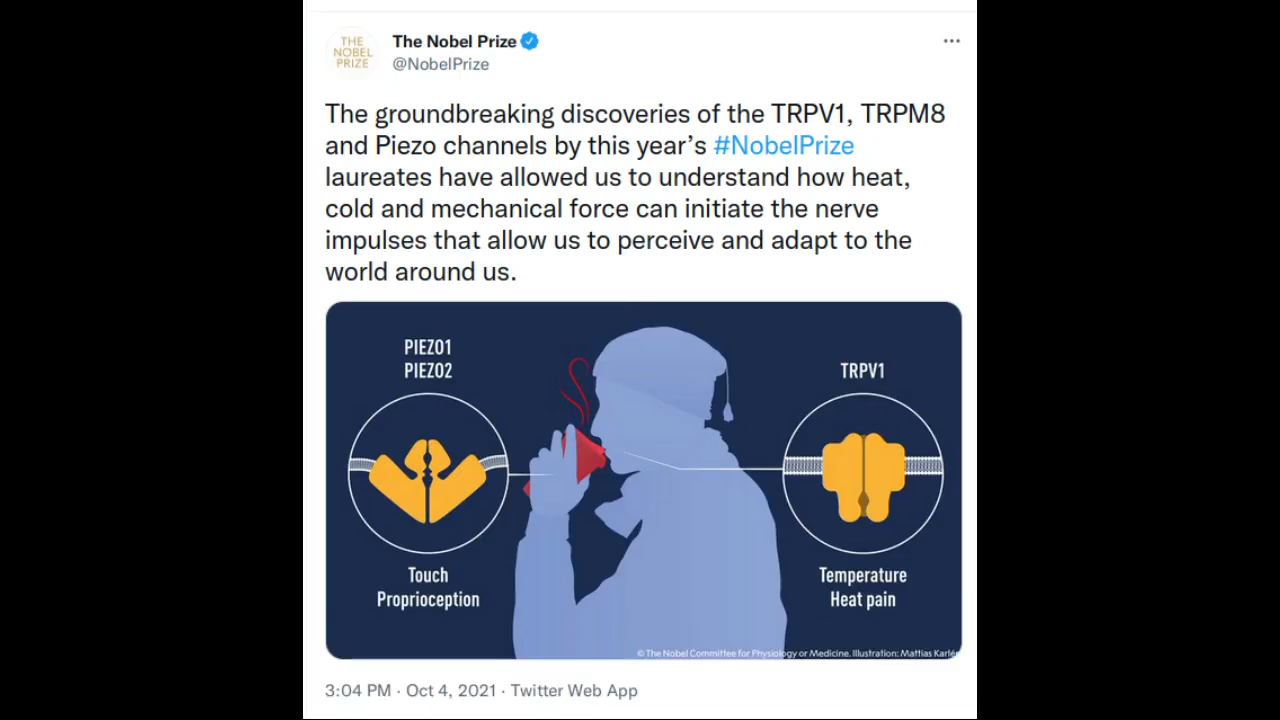 THE
NOBEL
PRIZE
The Nobel Prize
@NobelPrize
The groundbreaking discoveries of the TRPV1, TRPM8
and Piezo channels by this year’s #NobelPrize
laureates have allowed us to understand how heat,
cold and mechanical force can initiate the nerve
impulses that allow us to perceive and adapt to the
world around us.
PIEZO1
PIEZO2
TRPV1
Touch
Proprioception
Temperature
Heat pain
© The Nobel Committee for Physiology or Medicine. Illustration: Mattias Karlén
3:04 PM · Oct 4, 2021 · Twitter Web App